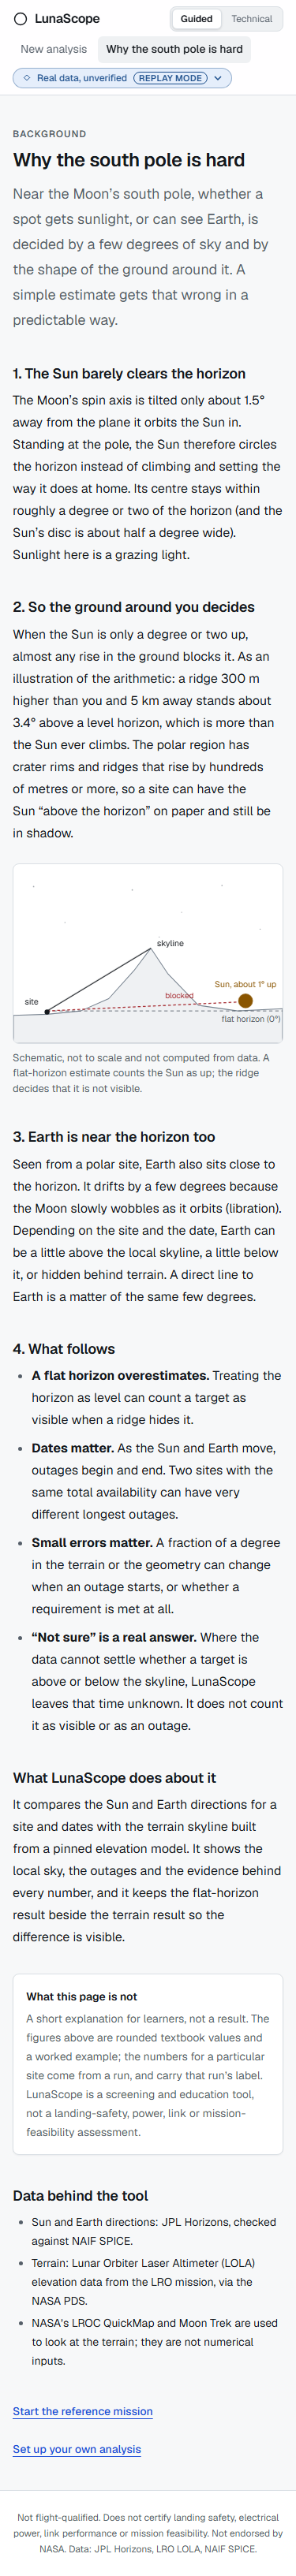 LunaScope
Guided Technical
New analysis Why the south pole is hard
Real data, unverified REPLAY MODE
BACKGROUND
Why the south pole is hard
Near the Moon’s south pole, whether a
spot gets sunlight, or can see Earth, is
decided by a few degrees of sky and by
the shape of the ground around it. A
simple estimate gets that wrong in a
predictable way.
1. The Sun barely clears the horizon
The Moon’s spin axis is tilted only about 1.5°
away from the plane it orbits the Sun in.
Standing at the pole, the Sun therefore circles
the horizon instead of climbing and setting the
way it does at home. Its centre stays within
roughly a degree or two of the horizon (and the
Sun’s disc is about half a degree wide).
Sunlight here is a grazing light.
2. So the ground around you decides
When the Sun is only a degree or two up,
almost any rise in the ground blocks it. As an
illustration of the arithmetic: a ridge 300 m
higher than you and 5 km away stands about
3.4° above a level horizon, which is more than
the Sun ever climbs. The polar region has
crater rims and ridges that rise by hundreds
of metres or more, so a site can have the
Sun “above the horizon” on paper and still be
in shadow.
skyline
Sun, about 1° up
blocked
site
flat horizon (0°)
Schematic, not to scale and not computed from data. A
flat-horizon estimate counts the Sun as up; the ridge
decides that it is not visible.
3. Earth is near the horizon too
Seen from a polar site, Earth also sits close to
the horizon. It drifts by a few degrees because
the Moon slowly wobbles as it orbits (libration).
Depending on the site and the date, Earth can
be a little above the local skyline, a little below
it, or hidden behind terrain. A direct line to
Earth is a matter of the same few degrees.
4. What follows
• A flat horizon overestimates. Treating the
horizon as level can count a target as
visible when a ridge hides it.
• Dates matter. As the Sun and Earth move,
outages begin and end. Two sites with the
same total availability can have very
different longest outages.
• Small errors matter. A fraction of a degree
in the terrain or the geometry can change
when an outage starts, or whether a
requirement is met at all.
• “Not sure” is a real answer. Where the
data cannot settle whether a target is
above or below the skyline, LunaScope
leaves that time unknown. It does not count
it as visible or as an outage.
What LunaScope does about it
It compares the Sun and Earth directions for a
site and dates with the terrain skyline built
from a pinned elevation model. It shows the
local sky, the outages and the evidence behind
every number, and it keeps the flat-horizon
result beside the terrain result so the
difference is visible.
What this page is not
A short explanation for learners, not a result. The
figures above are rounded textbook values and
a worked example; the numbers for a particular
site come from a run, and carry that run’s label.
LunaScope is a screening and education tool,
not a landing-safety, power, link or mission-
feasibility assessment.
Data behind the tool
• Sun and Earth directions: JPL Horizons, checked
against NAIF SPICE.
• Terrain: Lunar Orbiter Laser Altimeter (LOLA)
elevation data from the LRO mission, via the
NASA PDS.
• NASA’s LROC QuickMap and Moon Trek are used
to look at the terrain; they are not numerical
inputs.
Start the reference mission
Set up your own analysis
Not flight-qualified. Does not certify landing safety, electrical
power, link performance or mission feasibility. Not endorsed by
NASA. Data: JPL Horizons, LRO LOLA, NAIF SPICE.